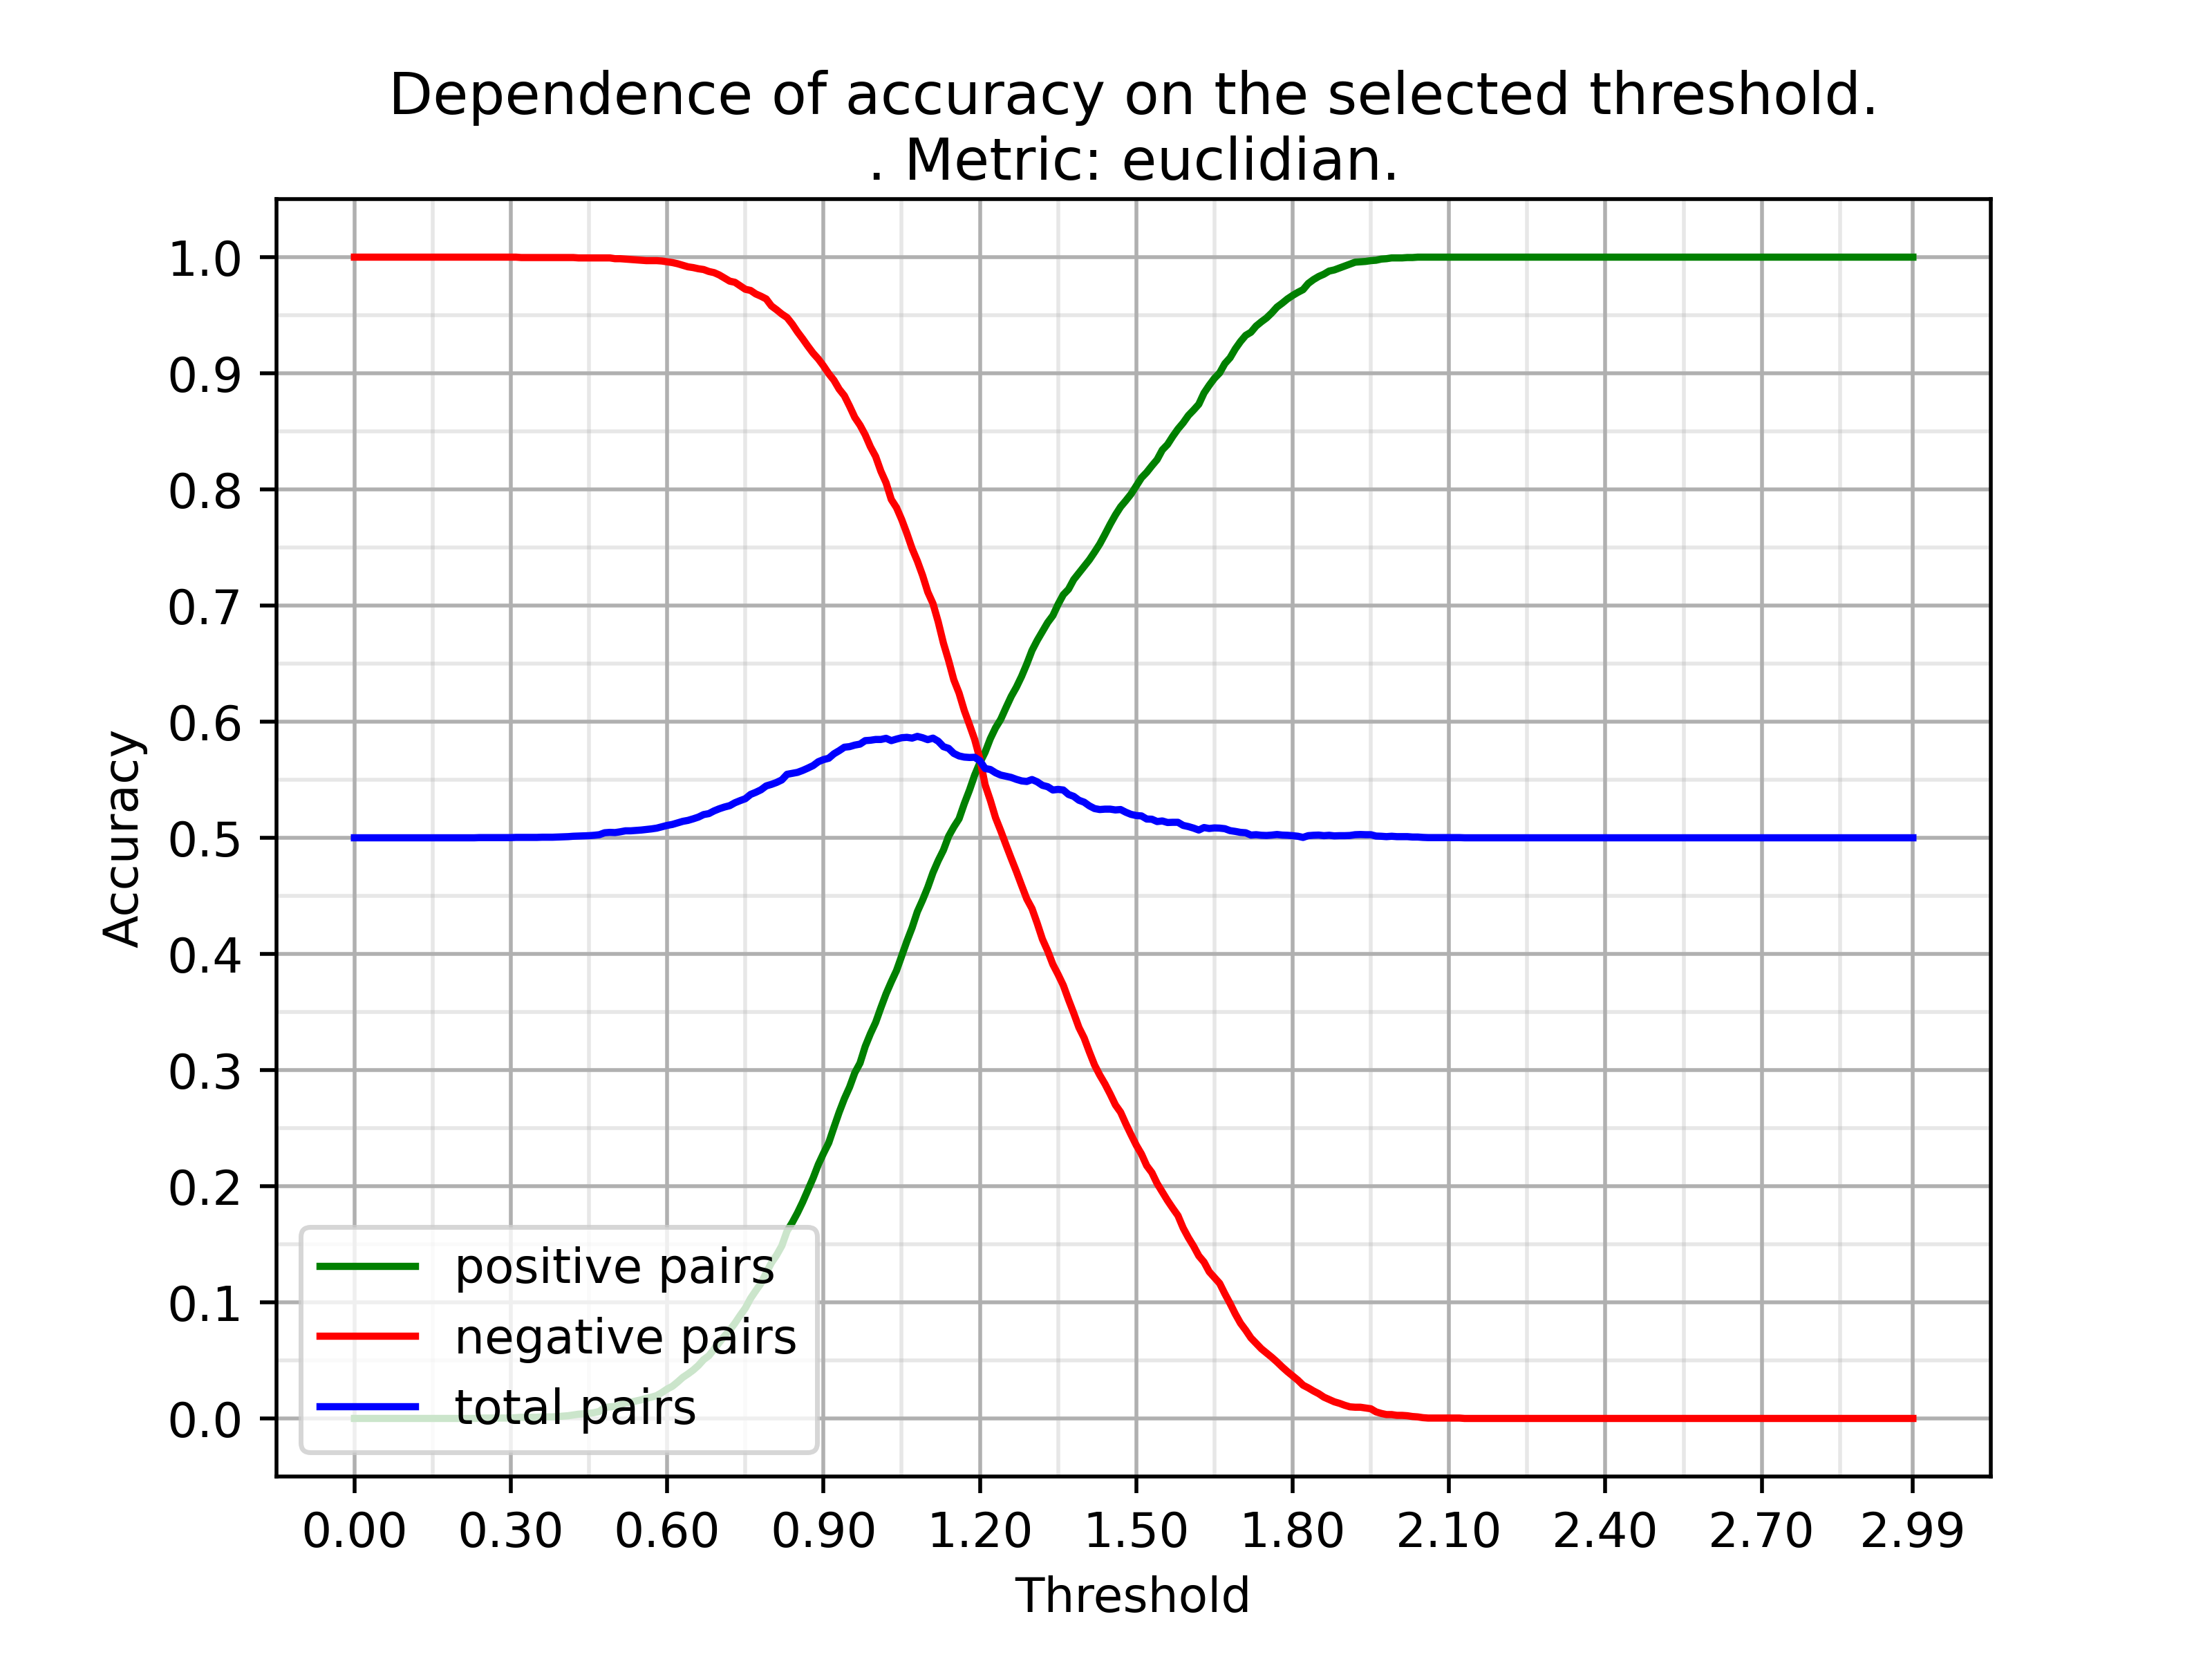 Dependence of accuracy on the selected threshold.
. Metric: euclidian.
1.0
0.9
0.8
0.7
0.6
0.5
0.4
0.3
0.2
0.1
0.0
Accuracy
positive pairs
negative pairs
total pairs
0.00 0.30 0.60 0.90 1.20 1.50 1.80 2.10 2.40 2.70 2.99
Threshold